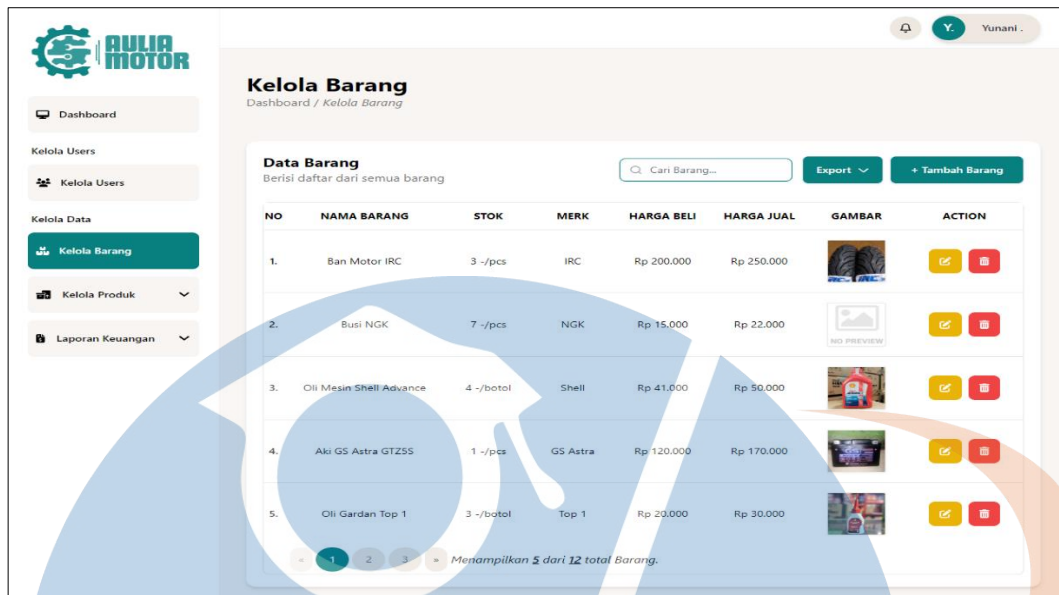 AULIA
MOTOR
Y. Yunani .
Dashboard
Kelola Users
Kelola Users
Kelola Data
Kelola Barang
Kelola Produk
Laporan Keuangan
Kelola Barang
Dashboard / Kelola Barang
Data Barang
Berisi daftar dari semua barang
Cari Barang... Export + Tambah Barang
NO NAMA BARANG STOK MERK HARGA BELI HARGA JUAL GAMBAR ACTION
1. Ban Motor IRC 3 -/pcs IRC Rp 200.000 Rp 250.000
2. Busi NGK 7 -/pcs NGK Rp 15.000 Rp 22.000 NO PREVIEW
3. Oli Mesin Shell Advance 4 -/botol Shell Rp 41.000 Rp 50.000
4. Aki GS Astra GTZ5S 1 -/pcs GS Astra Rp 120.000 Rp 170.000
5. Oli Gardan Top 1 3 -/botol Top 1 Rp 20.000 Rp 30.000
« 1 2 3 » Menampilkan 5 dari 12 total Barang.